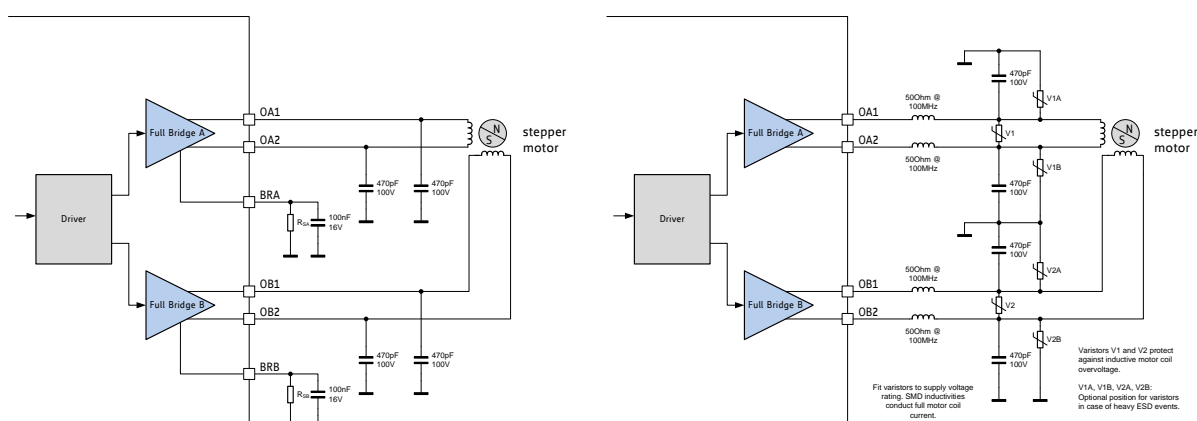 Driver
Full Bridge A
Full Bridge B
OA1
OA2
BRA
OB1
OB2
BRB
RSA
100nF
16V
470pF
100V
470pF
100V
N
S
stepper
motor
470pF
100V
470pF
100V
RSB
100nF
16V
Driver
Full Bridge A
Full Bridge B
OA1
OA2
OB1
OB2
50Ohm @
100MHz
50Ohm @
100MHz
50Ohm @
100MHz
50Ohm @
100MHz
470pF
100V
V1A
V1
N
S
stepper
motor
470pF
100V
V1B
470pF
100V
V2A
V2
470pF
100V
V2B
Fit varistors to supply voltage
rating. SMD inductivities
conduct full motor coil
current.
Varistors V1 and V2 protect
against inductive motor coil
overvoltage.
V1A, V1B, V2A, V2B:
Optional position for varistors
in case of heavy ESD events.